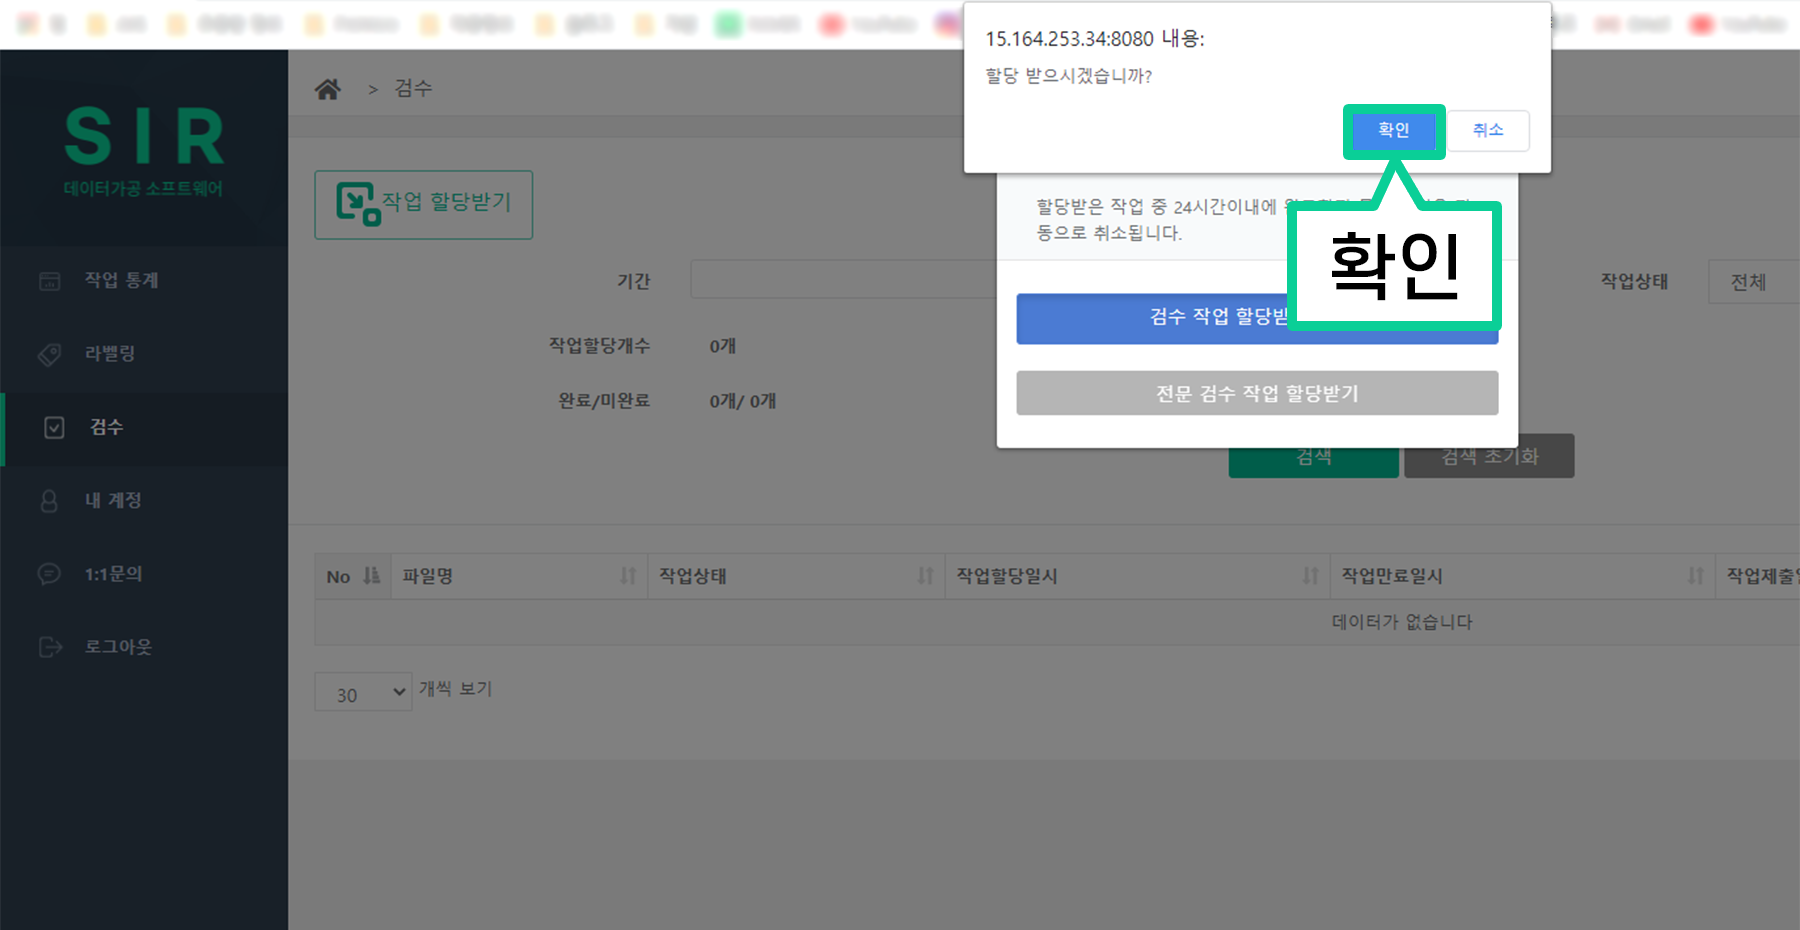 15.164.253.34:8080 내용:
할당 받으시겠습니까?
확인
취소
확인
SIR
데이터가공 소프트웨어
작업 통계
라벨링
검수
내 계정
1:1문의
로그아웃
> 검수
작업 할당받기
할당받은 작업 중 24시간이내에
동으로 취소됩니다.
검수 작업 할당받
전문 검수 작업 할당받기
기간
작업상태
전체
작업할당개수
0개
완료/미완료
0개/ 0개
검색
검색 초기화
No
파일명
작업상태
작업할당일시
작업만료일시
작업제출일
데이터가 없습니다
30
개씩 보기